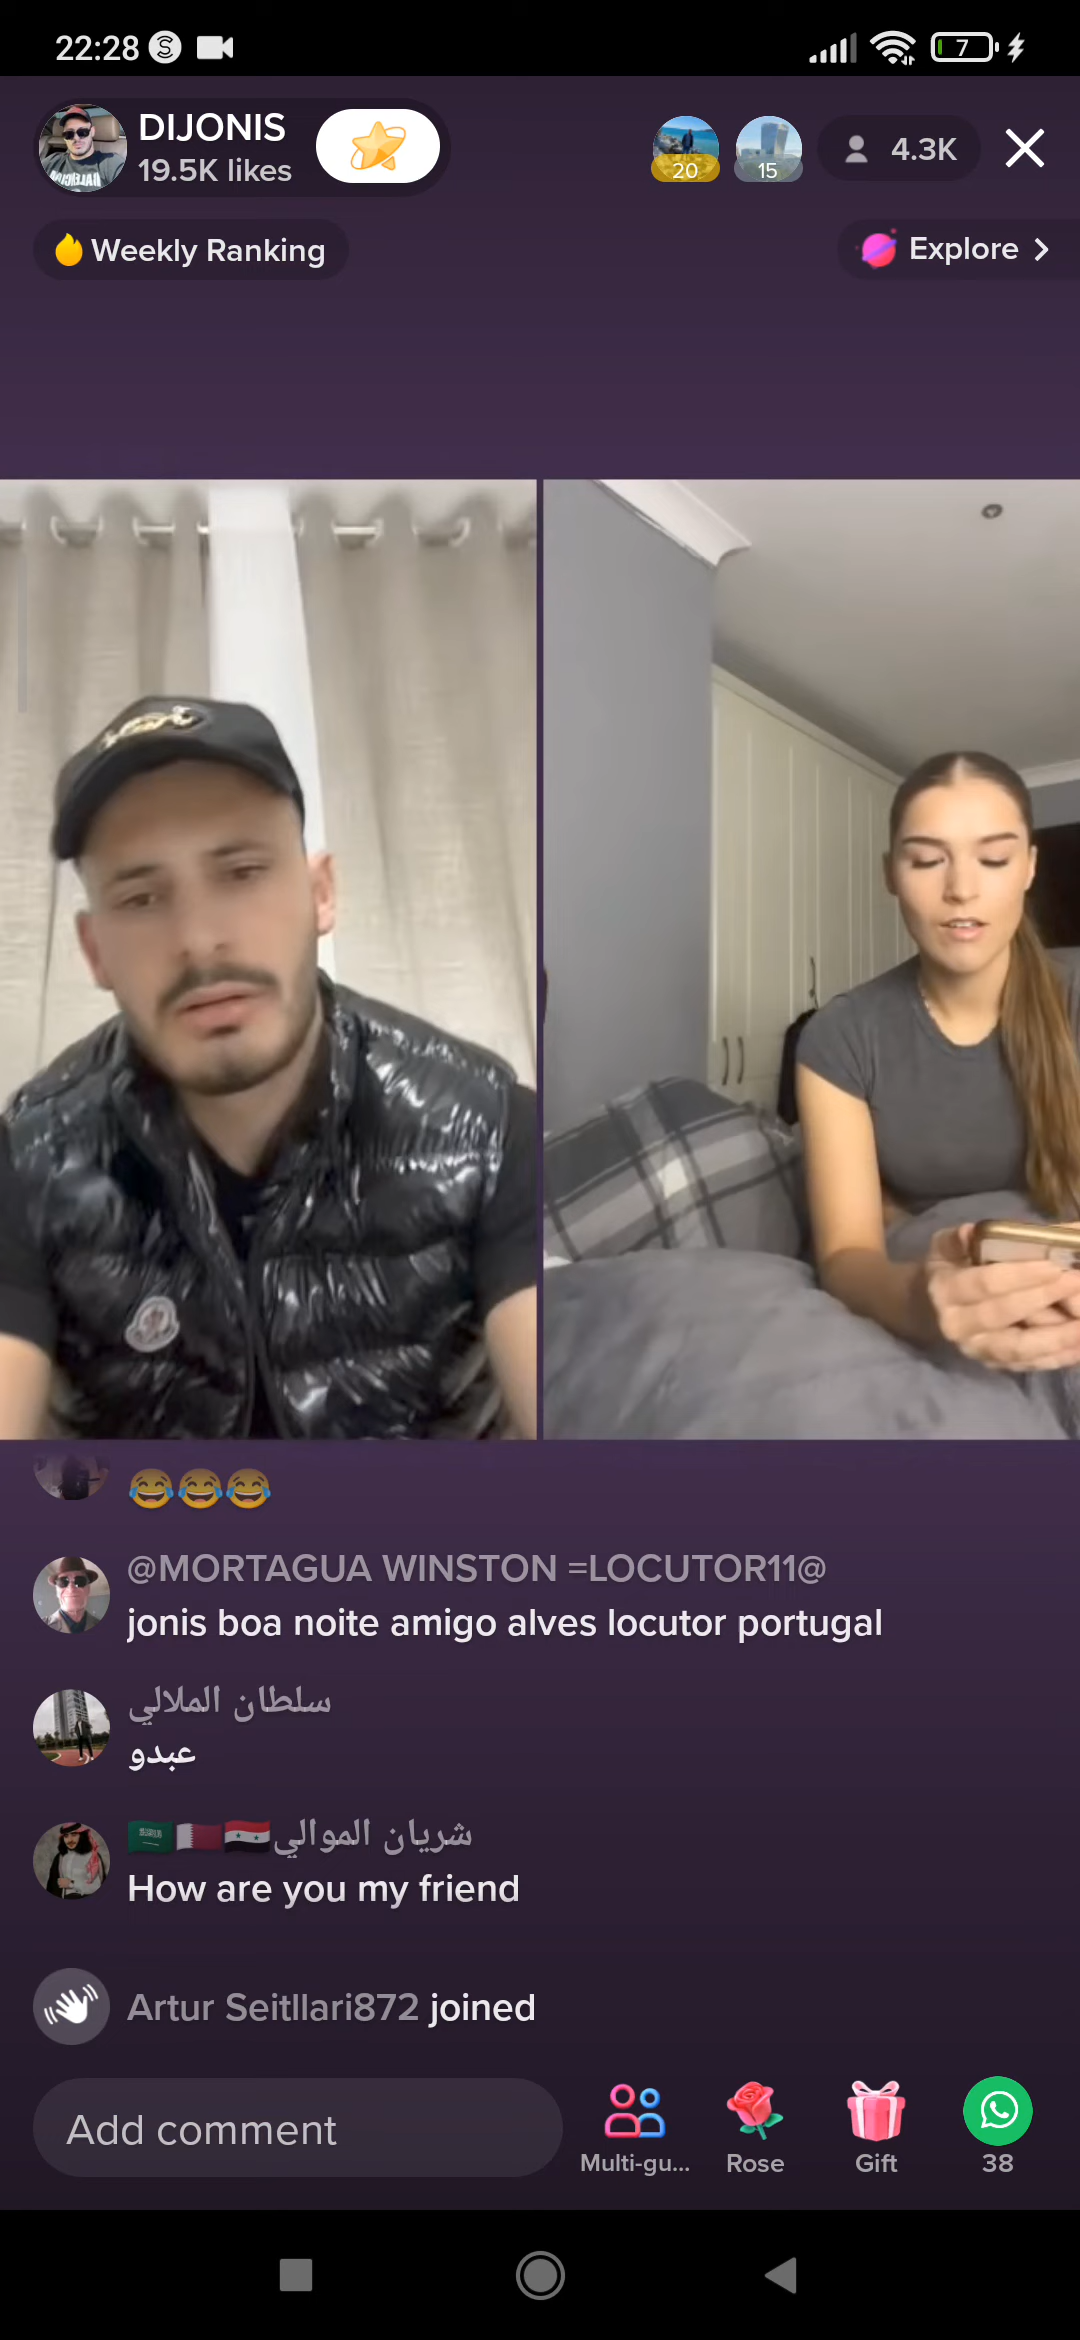 22:28
7
DIJONIS
19.5K likes
20
15
4.3K
Weekly Ranking
Explore
😂😂😂
@MORTAGUA WINSTON =LOCUTOR11@
jonis boa noite amigo alves locutor portugal
سلطان الملالي
عبدو
🇸🇦🇶🇦🇸🇾شريان الموالي
How are you my friend
Artur Seitllari872 joined
Add comment
Multi-gu...
Rose
Gift
38